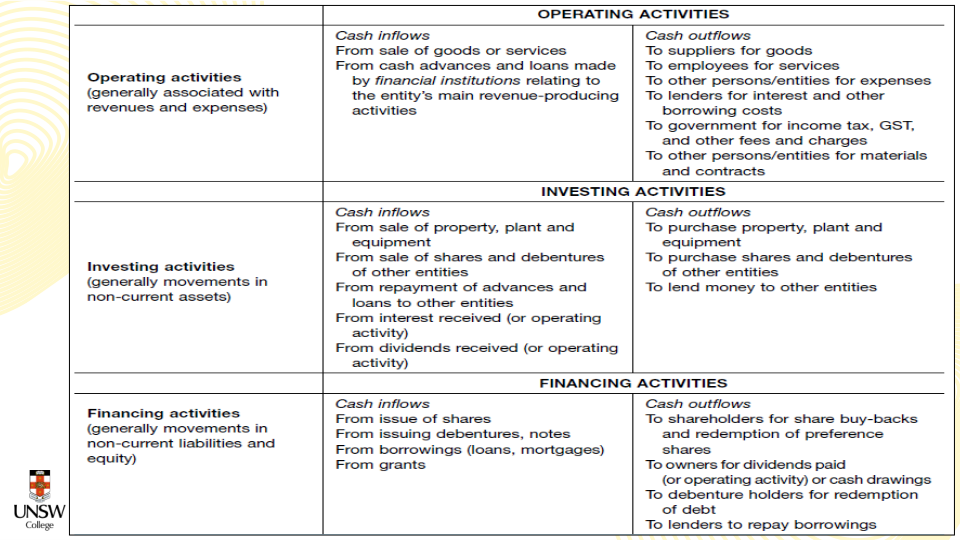 OPERATING ACTIVITIES
Operating activities
(generally associated with
revenues and expenses)
Cash inflows
From sale of goods or services
From cash advances and loans made
by financial institutions relating to
the entity's main revenue-producing
activities
Cash outflows
To suppliers for goods
To employees for services
To other persons/entities for expenses
To lenders for interest and other
borrowing costs
To government for income tax, GST,
and other fees and charges
To other persons/entities for materials
and contracts
INVESTING ACTIVITIES
Investing activities
(generally movements in
non-current assets)
Cash inflows
From sale of property, plant and
equipment
From sale of shares and debentures
of other entities
From repayment of advances and
loans to other entities
From interest received (or operating
activity)
From dividends received (or operating
activity)
Cash outflows
To purchase property, plant and
equipment
To purchase shares and debentures
of other entities
To lend money to other entities
FINANCING ACTIVITIES
Financing activities
(generally movements in
non-current liabilities and
equity)
Cash inflows
From issue of shares
From issuing debentures, notes
From borrowings (loans, mortgages)
From grants
Cash outflows
To shareholders for share buy-backs
and redemption of preference
shares
To owners for dividends paid
(or operating activity) or cash drawings
To debenture holders for redemption
of debt
To lenders to repay borrowings
UNSW
College